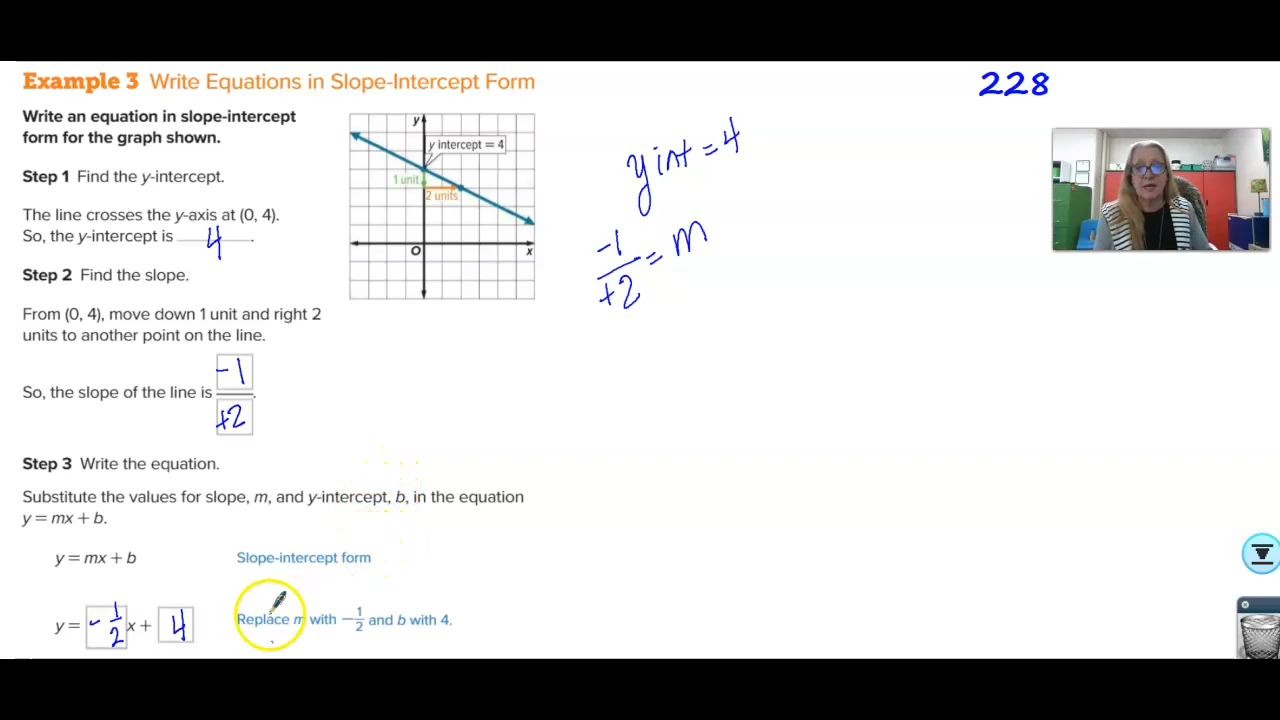 Example 3 Write Equations in Slope-Intercept Form
228
Write an equation in slope-intercept
form for the graph shown.
Step 1 Find the y-intercept.
The line crosses the y-axis at (0, 4).
So, the y-intercept is 4.
Step 2 Find the slope.
From (0, 4), move down 1 unit and right 2
units to another point on the line.
So, the slope of the line is -1/+2.
y
y intercept = 4
1 unit
2 units
O
x
y int = 4
-1/+2 = m
Step 3 Write the equation.
Substitute the values for slope, m, and y-intercept, b, in the equation
y = mx + b.
y = mx + b Slope-intercept form
y = -1/2 x + 4 Replace m with −1/2 and b with 4.